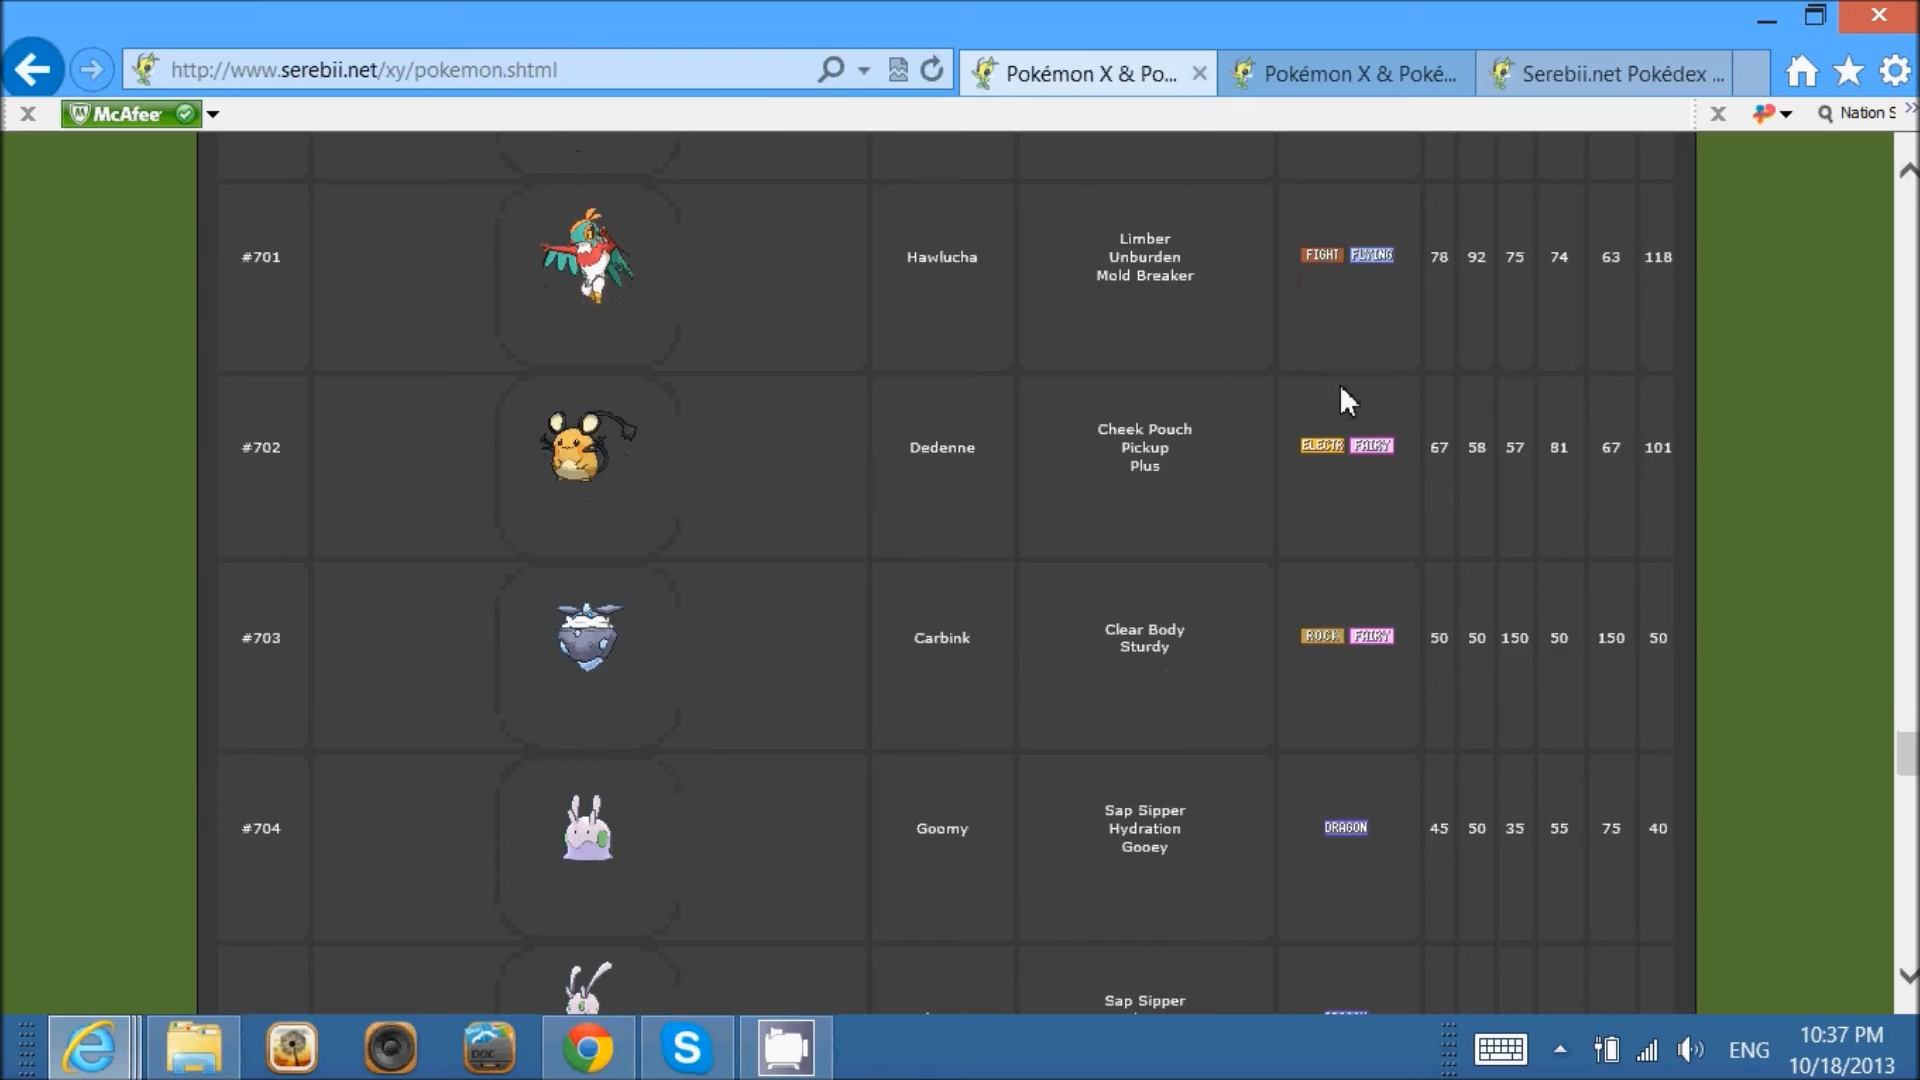 http://www.serebii.net/xy/pokemon.shtml
Pokémon X & Po...
Pokémon X & Poké...
Serebii.net Pokédex ...
McAfee
Nation S
#701
Hawlucha
Limber
Unburden
Mold Breaker
FIGHT FLYING
78 92 75 74 63 118
#702
Dedenne
Cheek Pouch
Pickup
Plus
ELECTR FAIRY
67 58 57 81 67 101
#703
Carbink
Clear Body
Sturdy
ROCK FAIRY
50 50 150 50 150 50
#704
Goomy
Sap Sipper
Hydration
Gooey
DRAGON
45 50 35 55 75 40
Sap Sipper
DOC
ENG
10:37 PM
10/18/2013